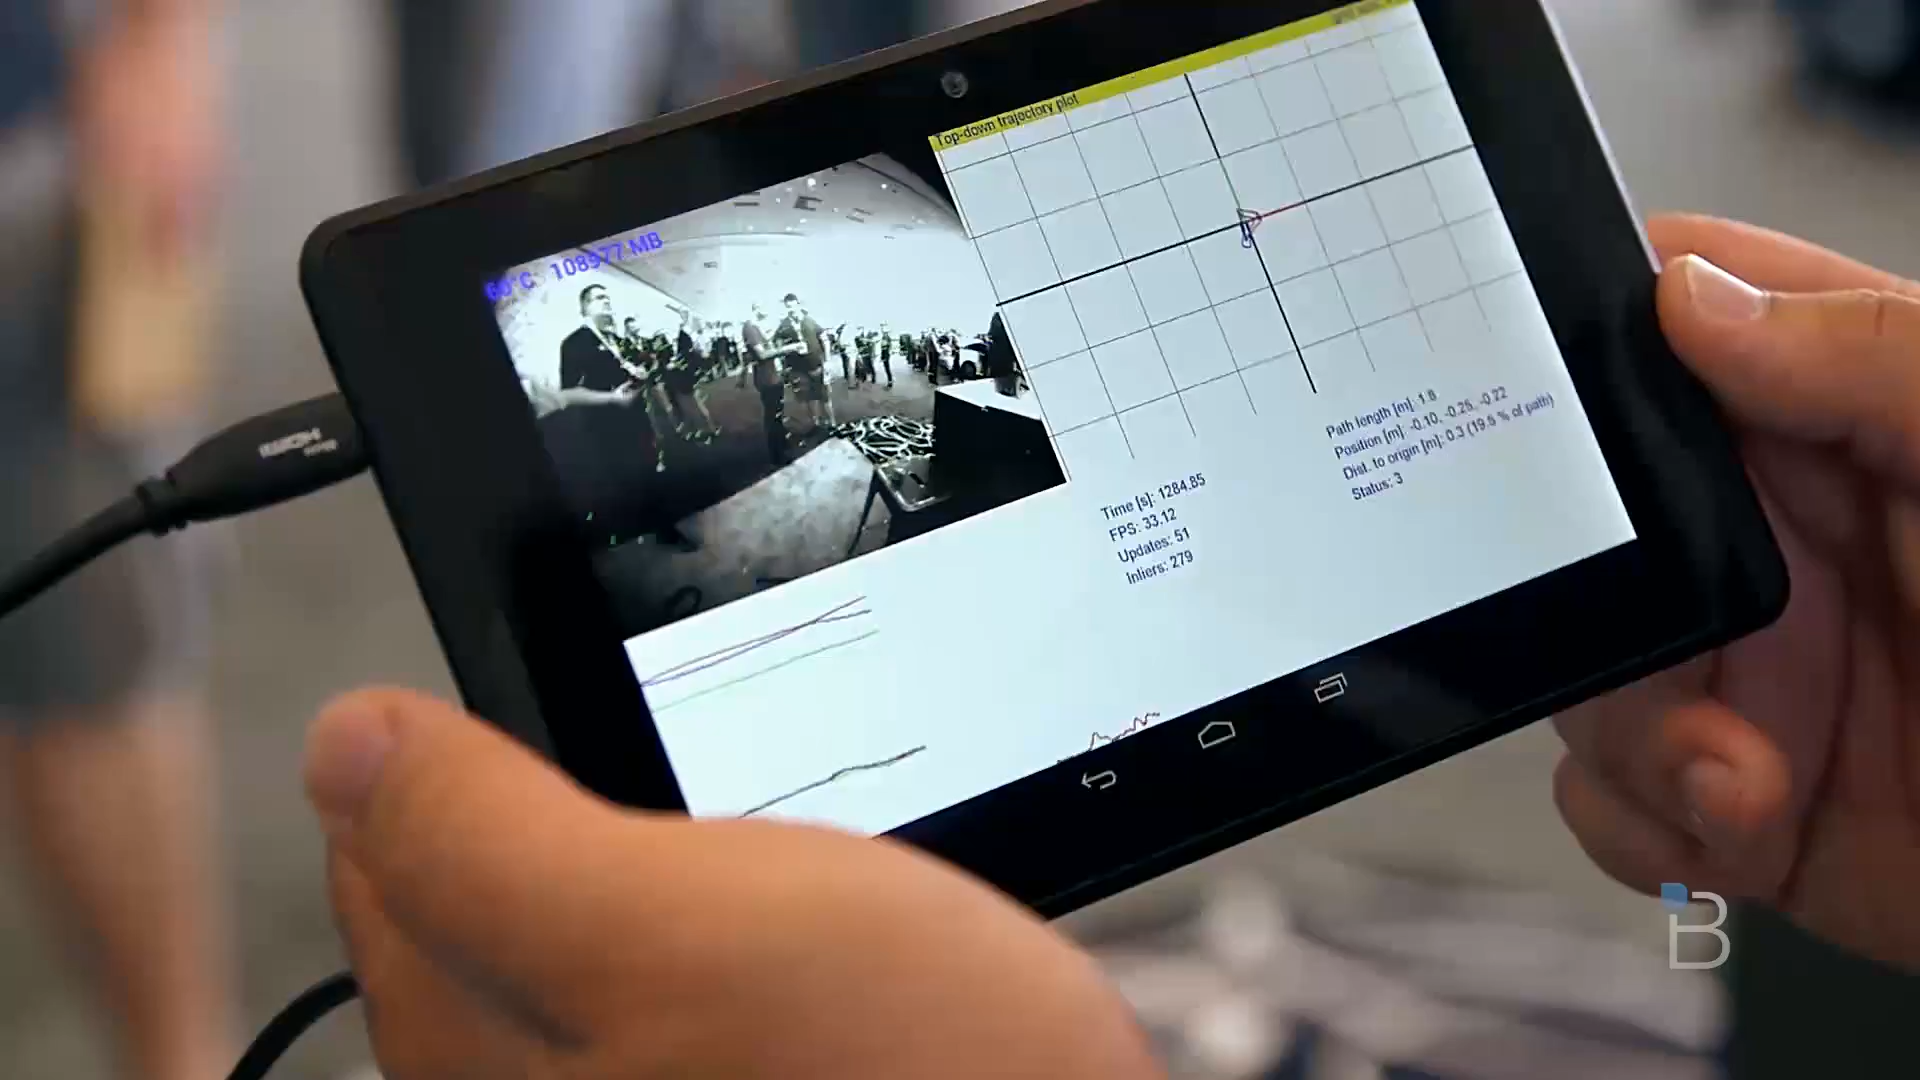 60°C 108977 MB
Top-down trajectory plot
Path length [m]: 1.8
Position [m]: -0.10, -0.25, -0.22
Dist. to origin [m]: 0.3 (19.5 % of path)
Status: 3
Time [s]: 1284.85
FPS: 33.12
Updates: 51
Inliers: 279
HDMI
B